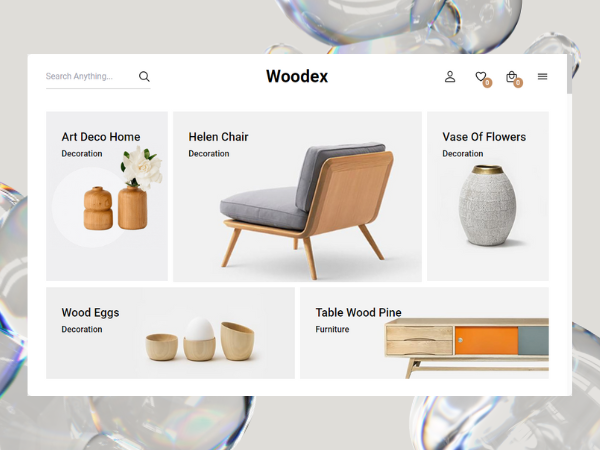 Search Anything...
Woodex
0
0
Art Deco Home
Decoration
Helen Chair
Decoration
Vase Of Flowers
Decoration
Wood Eggs
Decoration
Table Wood Pine
Furniture